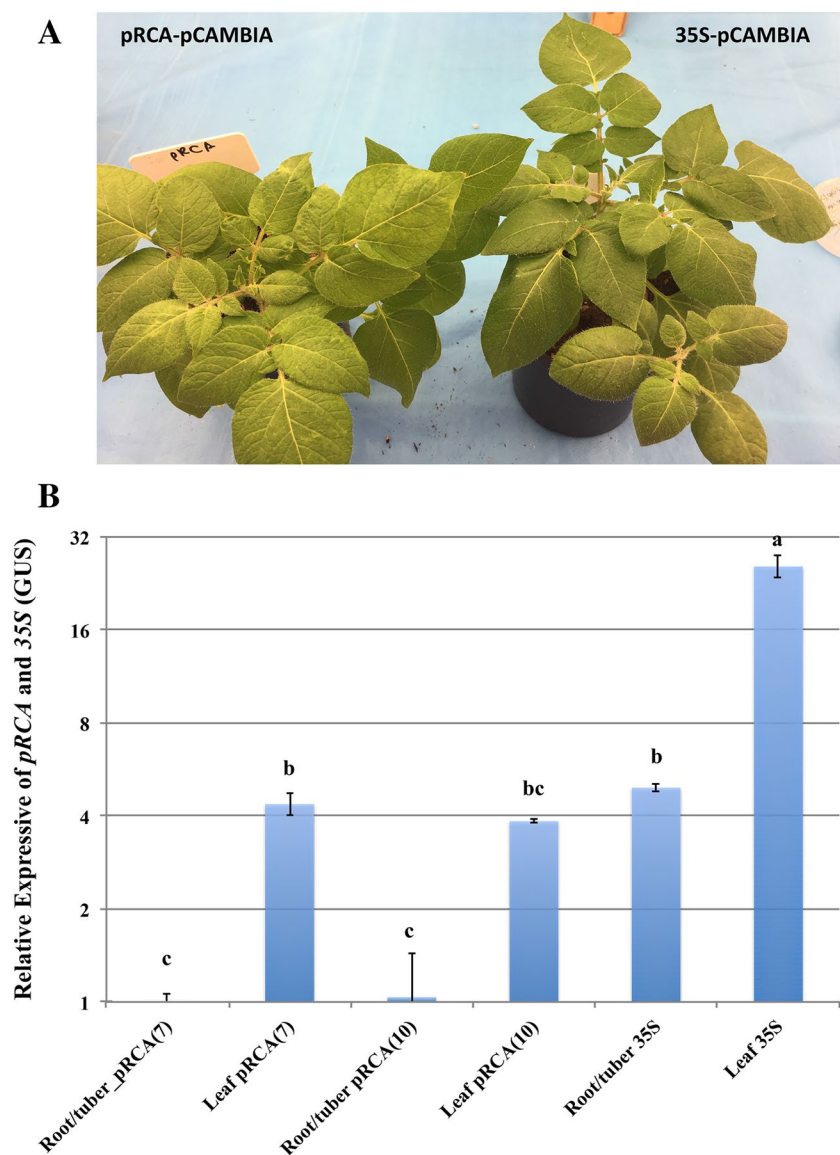 A
pRCA-pCAMBIA
35S-pCAMBIA
pRCA
B
Relative Expressive of pRCA and 35S (GUS)
32
16
8
4
2
1
c
b
c
bc
b
a
Root/tuber_pRCA(7)
Leaf pRCA(7)
Root/tuber pRCA(10)
Leaf pRCA(10)
Root/tuber 35S
Leaf 35S